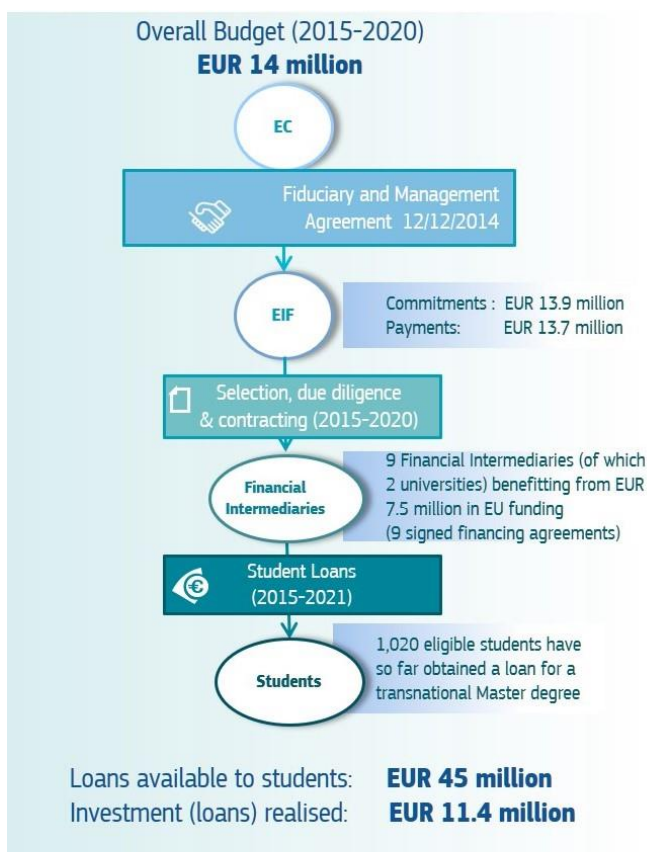 Overall Budget (2015-2020)
EUR 14 million
EC
Fiduciary and Management
Agreement 12/12/2014
EIF
Commitments : EUR 13.9 million
Payments: EUR 13.7 million
Selection, due diligence
& contracting (2015-2020)
Financial
Intermediaries
9 Financial Intermediaries (of which
2 universities) benefitting from EUR
7.5 million in EU funding
(9 signed financing agreements)
€
Student Loans
(2015-2021)
Students
1,020 eligible students have
so far obtained a loan for a
transnational Master degree
Loans available to students: EUR 45 million
Investment (loans) realised: EUR 11.4 million